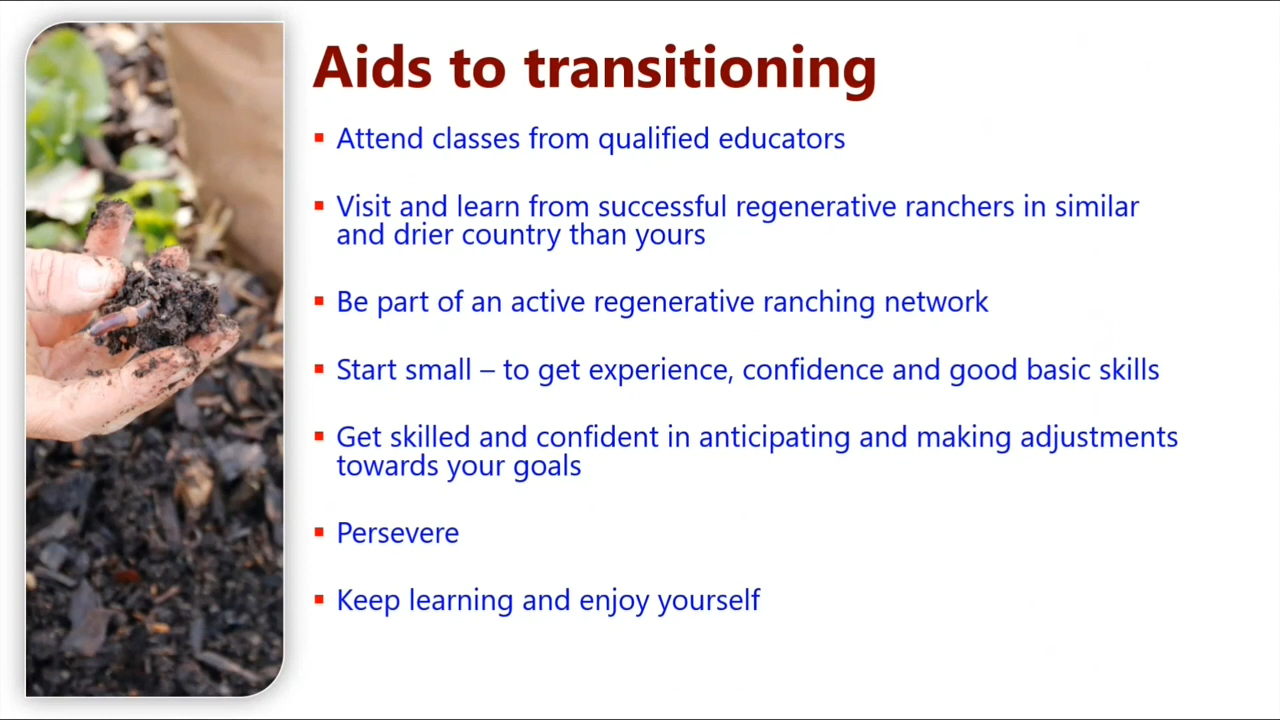 Aids to transitioning
▪ Attend classes from qualified educators
▪ Visit and learn from successful regenerative ranchers in similar
and drier country than yours
▪ Be part of an active regenerative ranching network
▪ Start small – to get experience, confidence and good basic skills
▪ Get skilled and confident in anticipating and making adjustments
towards your goals
▪ Persevere
▪ Keep learning and enjoy yourself